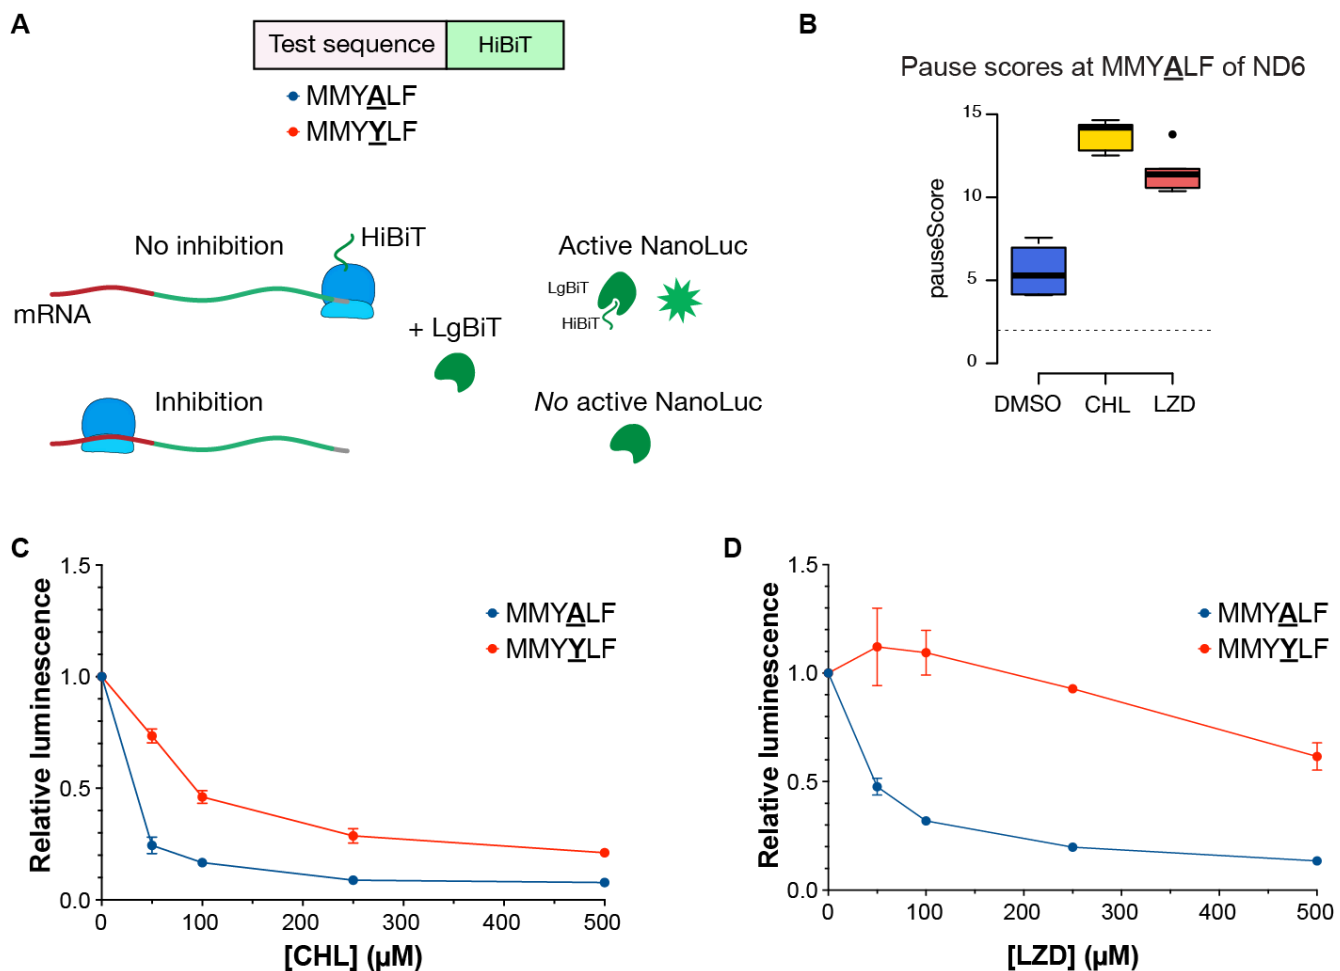 A
Test sequence HiBiT
MMYALF
MMYYLF
No inhibition
HiBiT
mRNA
+ LgBiT
Active NanoLuc
LgBiT
HiBiT
Inhibition
No active NanoLuc
B
Pause scores at MMYALF of ND6
pauseScore
15
10
5
0
DMSO CHL LZD
C
Relative luminescence
1.5
1.0
0.5
0.0
MMYALF
MMYYLF
0 100 200 300 400 500
[CHL] (µM)
D
Relative luminescence
1.5
1.0
0.5
0.0
MMYALF
MMYYLF
0 100 200 300 400 500
[LZD] (µM)